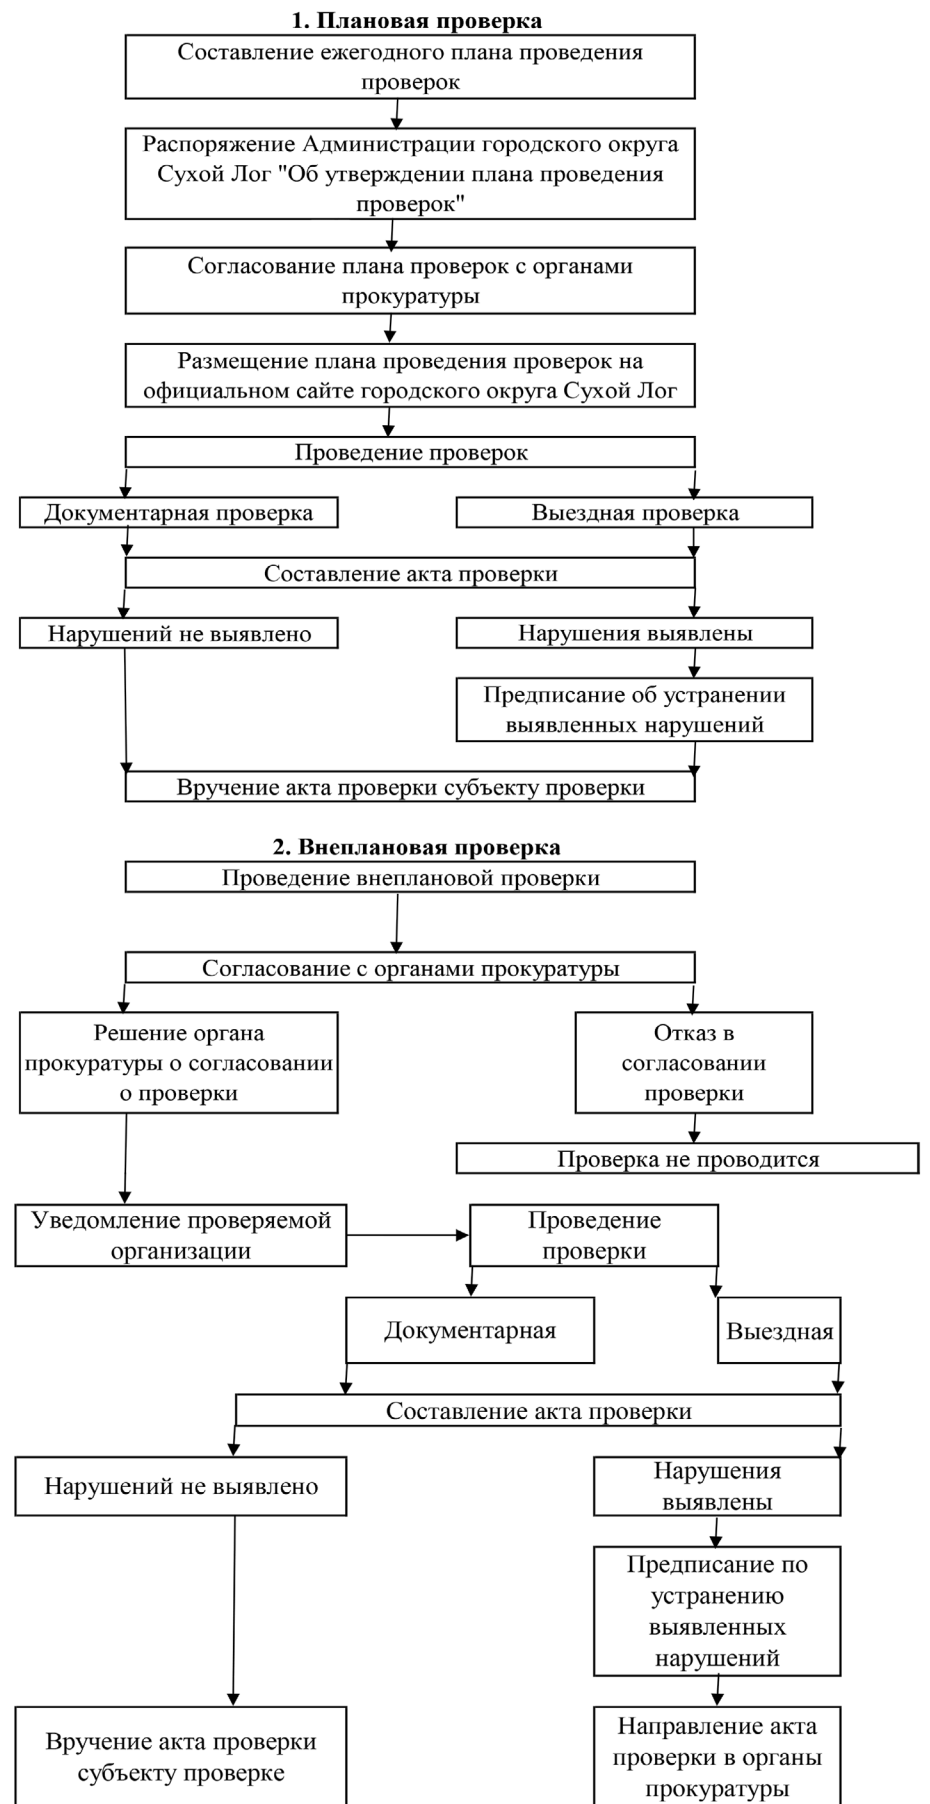 1. Плановая проверка
Составление ежегодного плана проведения
проверок
Распоряжение Администрации городского округа
Сухой Лог "Об утверждении плана проведения
проверок"
Согласование плана проверок с органами
прокуратуры
Размещение плана проведения проверок на
официальном сайте городского округа Сухой Лог
Проведение проверок
Документарная проверка
Выездная проверка
Составление акта проверки
Нарушений не выявлено
Нарушения выявлены
Предписание об устранении
выявленных нарушений
Вручение акта проверки субъекту проверки
2. Внеплановая проверка
Проведение внеплановой проверки
Согласование с органами прокуратуры
Решение органа
прокуратуры о согласовании
о проверки
Отказ в
согласовании
проверки
Проверка не проводится
Уведомление проверяемой
организации
Проведение
проверки
Документарная
Выездная
Составление акта проверки
Нарушений не выявлено
Нарушения
выявлены
Предписание по
устранению
выявленных
нарушений
Вручение акта проверки
субъекту проверке
Направление акта
проверки в органы
прокуратуры